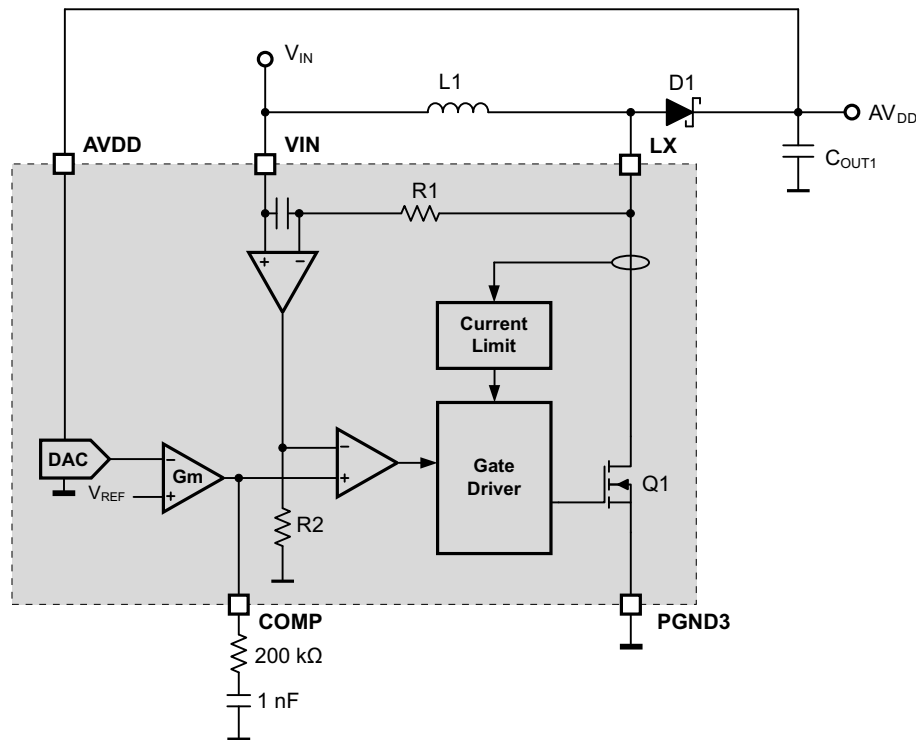 V_IN
L1
D1
AV_DD
AVDD
VIN
LX
C_OUT1
R1
+
−
Current
Limit
DAC
−
Gm
V_REF
+
−
+
Gate
Driver
Q1
R2
COMP
PGND3
200 kΩ
1 nF